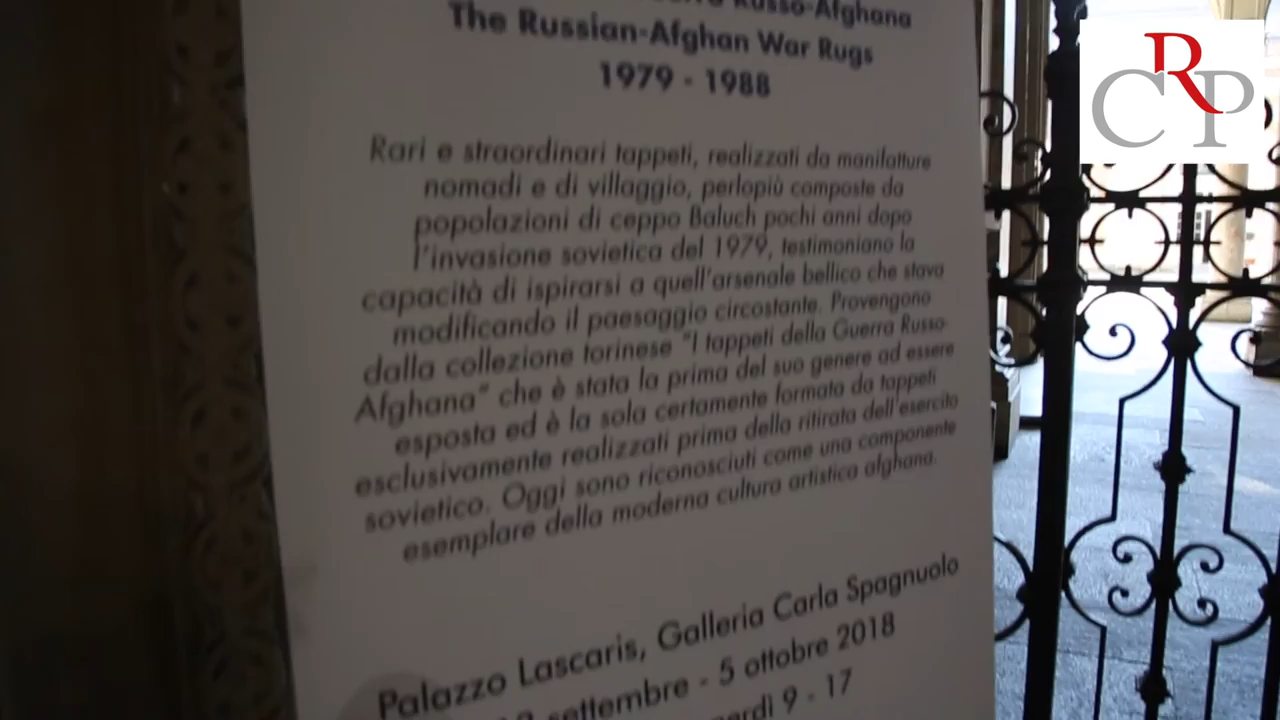 Russo-Afghana
The Russian-Afghan War Rugs
1979 - 1988
Rari e straordinari tappeti, realizzati da manifatture
nomadi e di villaggio, perlopiù composte da
popolazioni di ceppo Baluch pochi anni dopo
l'invasione sovietica del 1979, testimoniano la
capacità di ispirarsi a quell'arsenale bellico che stava
modificando il paesaggio circostante. Provengono
dalla collezione torinese "I tappeti della Guerra Russo-
Afghana" che è stata la prima del suo genere ad essere
esposta ed è la sola certamente formata da tappeti
esclusivamente realizzati prima della ritirata dell'esercito
sovietico. Oggi sono riconosciuti come una componente
esemplare della moderna cultura artistica afghana.
Palazzo Lascaris, Galleria Carla Spagnuolo
settembre - 5 ottobre 2018
9 - 17
CRP